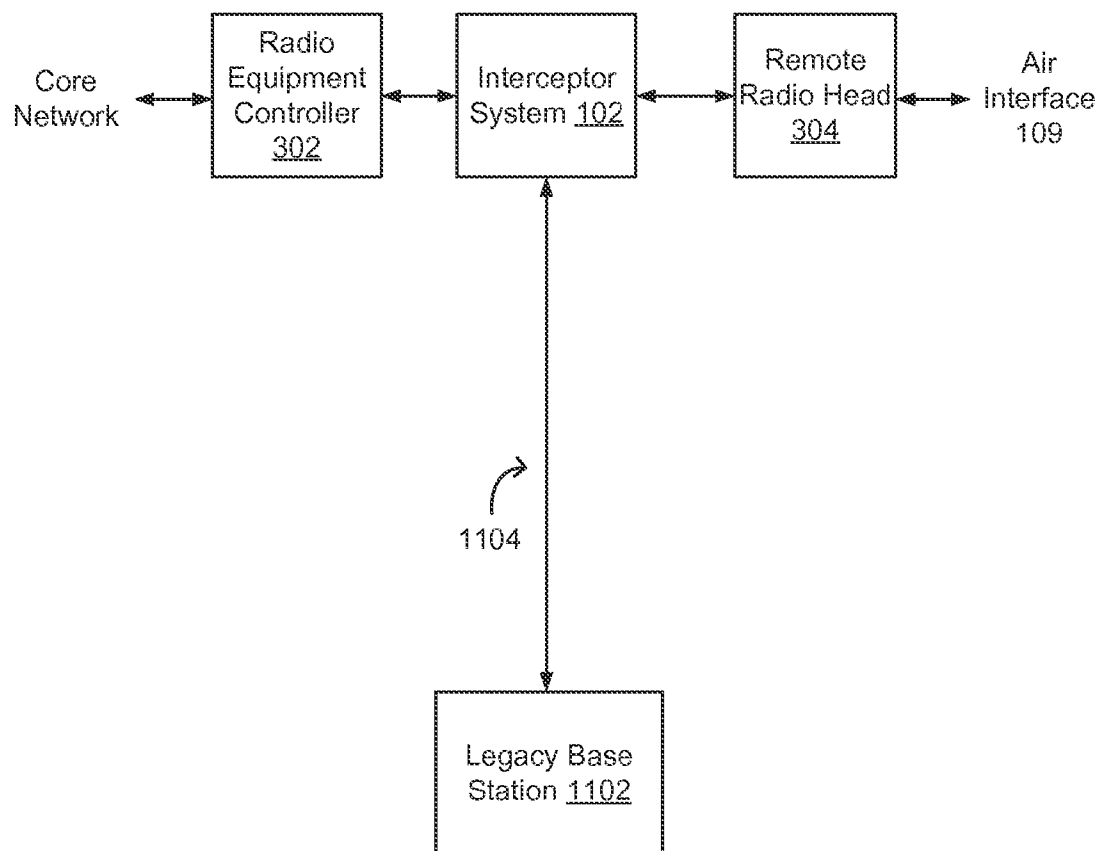 Core
Network
Radio
Equipment
Controller
302
Interceptor
System 102
Remote
Radio Head
304
Air
Interface
109
1104
Legacy Base
Station 1102